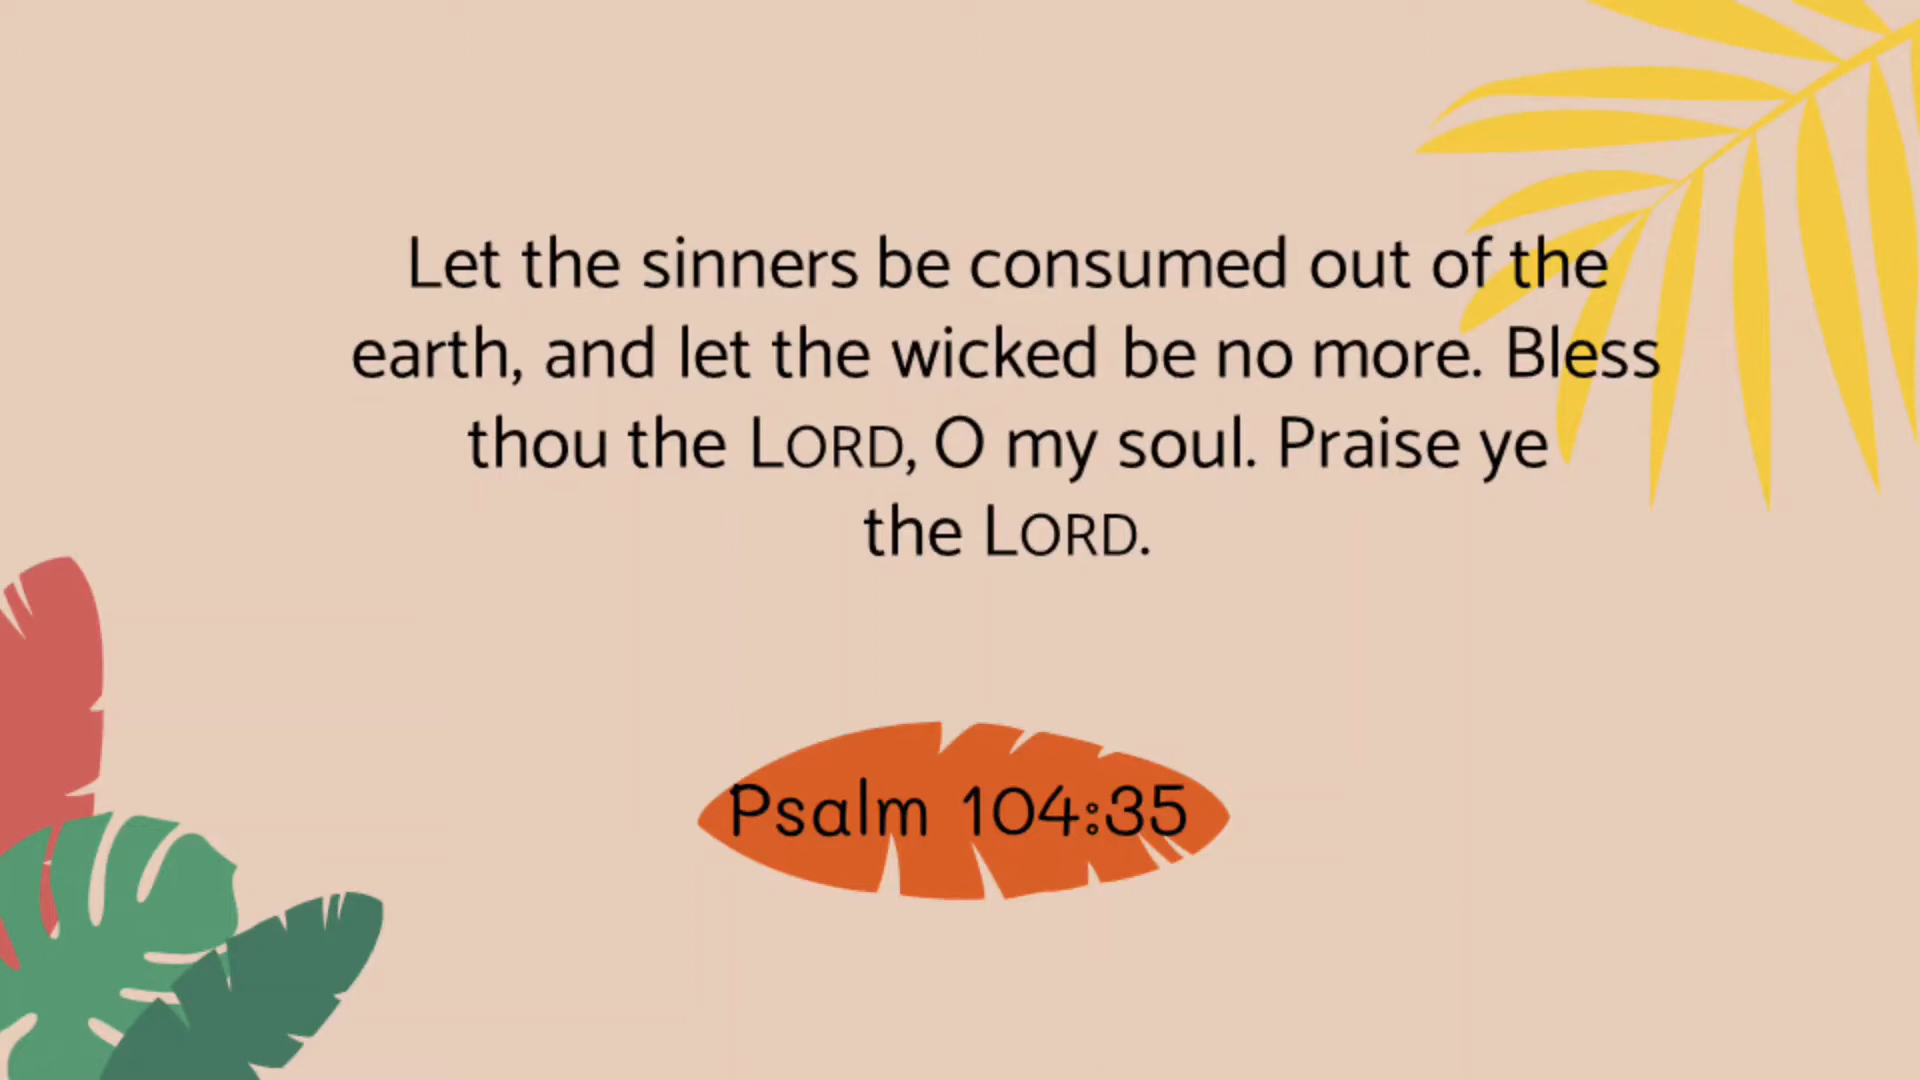 Let the sinners be consumed out of the
earth, and let the wicked be no more. Bless
thou the LORD, O my soul. Praise ye
the LORD.
Psalm 104:35